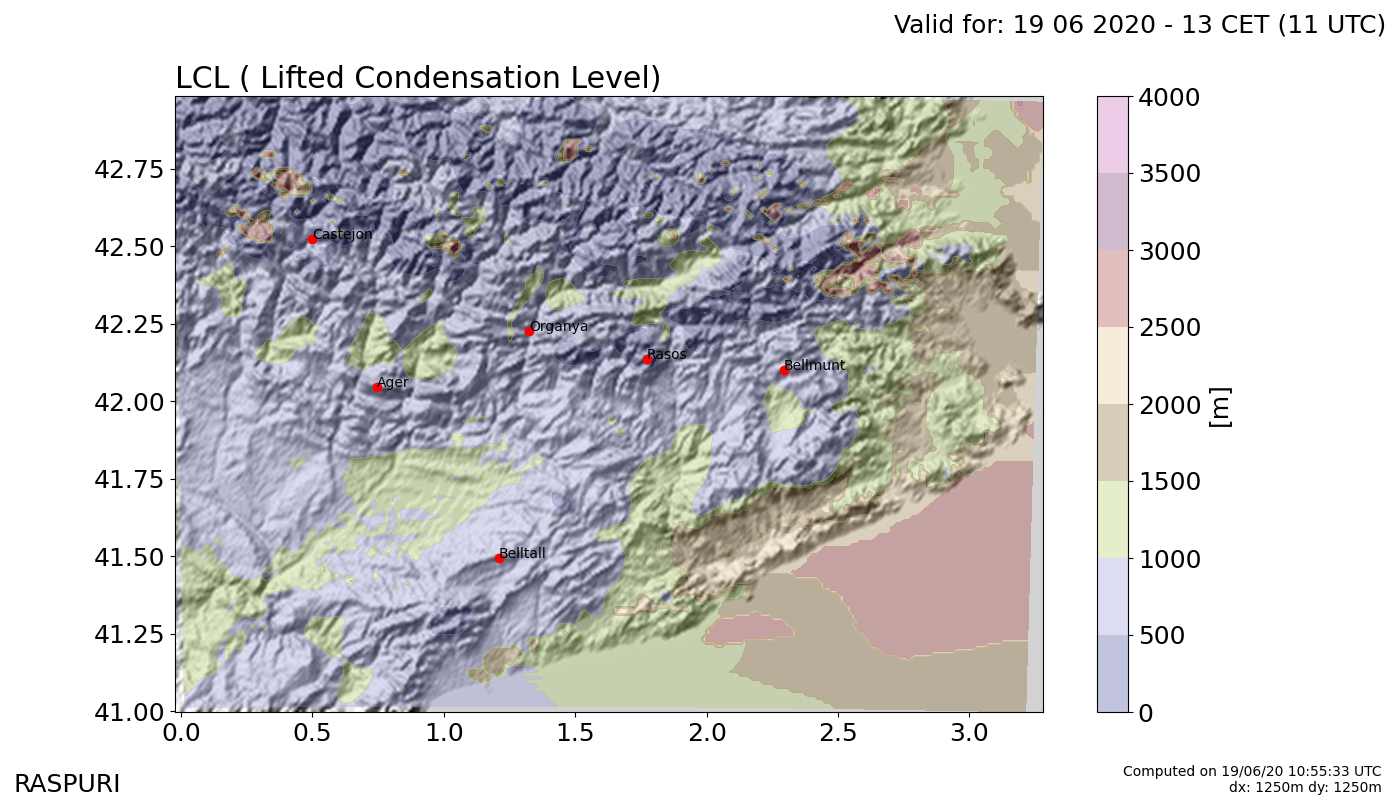 Valid for: 19 06 2020 - 13 CET (11 UTC)
LCL ( Lifted Condensation Level)
4000
3500
3000
2500
2000
1500
1000
500
0
[m]
42.75
42.50
42.25
42.00
41.75
41.50
41.25
41.00
0.0 0.5 1.0 1.5 2.0 2.5 3.0
Castejon
Organya
Rasos
Bellmunt
Ager
Belltall
RASPURI
Computed on 19/06/20 10:55:33 UTC
dx: 1250m dy: 1250m